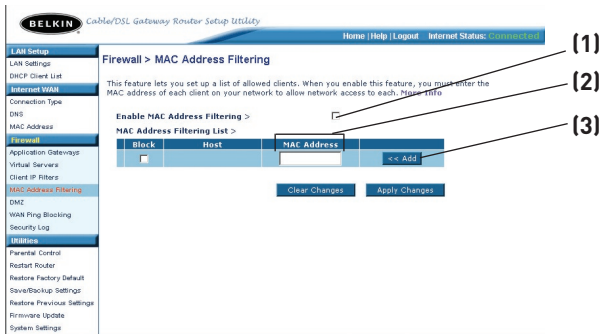 BELKIN Cable/DSL Gateway Router Setup Utility
Home | Help | Logout Internet Status: Connected
LAN Setup
LAN Settings
DHCP Client List
Internet WAN
Connection Type
DNS
MAC Address
Firewall
Application Gateways
Virtual Servers
Client IP Filters
MAC Address Filtering
DMZ
WAN Ping Blocking
Security Log
Utilities
Parental Control
Restart Router
Restore Factory Default
Save/Backup Settings
Restore Previous Settings
Firmware Update
System Settings
Firewall > MAC Address Filtering
This feature lets you set up a list of allowed clients. When you enable this feature, you must enter the
MAC address of each client on your network to allow network access to each. More Info
Enable MAC Address Filtering >
MAC Address Filtering List >
Block Host MAC Address
<< Add
Clear Changes Apply Changes
(1)
(2)
(3)